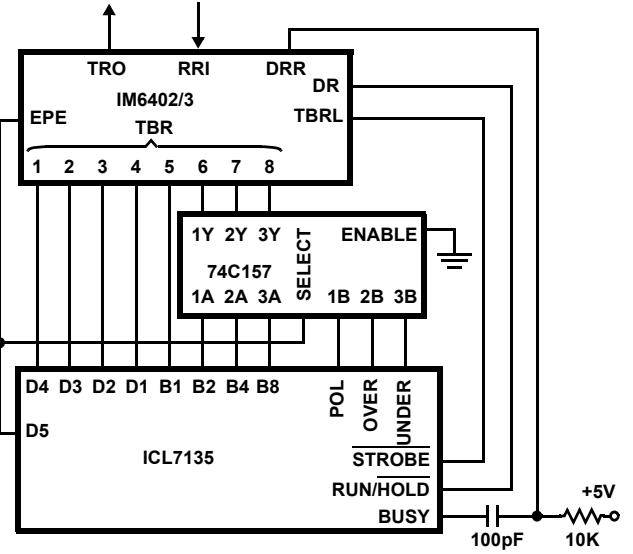 TRO RRI DRR
DR
IM6402/3
EPE TBRL
TBR
1 2 3 4 5 6 7 8
1Y 2Y 3Y SELECT ENABLE
74C157
1A 2A 3A 1B 2B 3B
D4 D3 D2 D1 B1 B2 B4 B8 POL OVER UNDER
D5
ICL7135 STROBE
RUN/HOLD
+5V
BUSY
100pF 10K